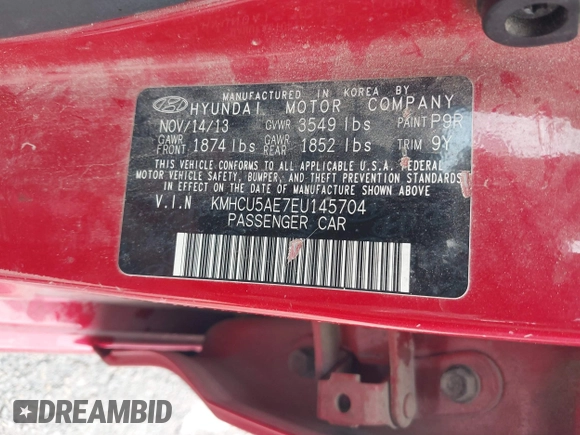 MANUFACTURED IN KOREA BY
HYUNDAI MOTOR COMPANY
NOV/14/13 GVWR 3549 lbs PAINT P9R
GAWR FRONT 1874 lbs GAWR REAR 1852 lbs TRIM 9Y
THIS VEHICLE CONFORMS TO ALL APPLICABLE U.S.A. FEDERAL
MOTOR VEHICLE SAFETY, BUMPER, AND THEFT PREVENTION STANDARDS
IN EFFECT ON THE DATE OF MANUFACTURE SHOWN ABOVE
V.I.N KMHCU5AE7EU145704
PASSENGER CAR
DREAMBID